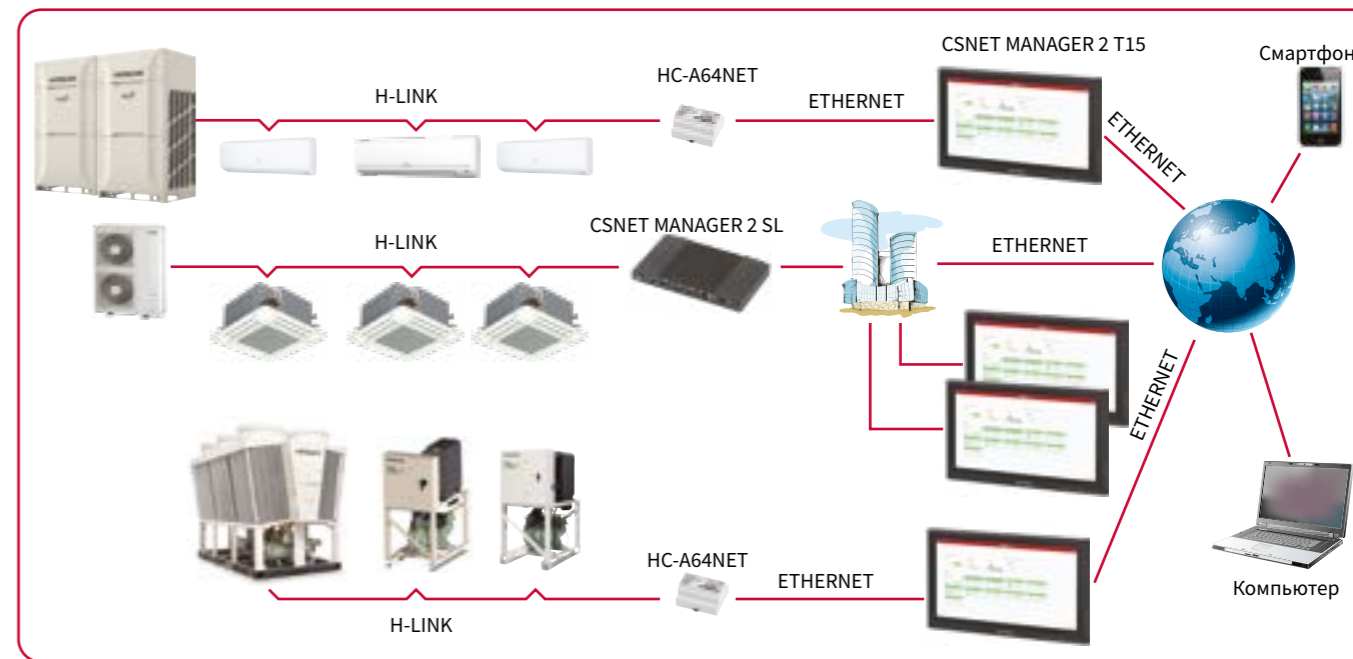 CSNET MANAGER 2 T15
Смартфон
HC-A64NET
H-LINK
ETHERNET
ETHERNET
CSNET MANAGER 2 SL
H-LINK
ETHERNET
ETHERNET
HC-A64NET
ETHERNET
Компьютер
H-LINK